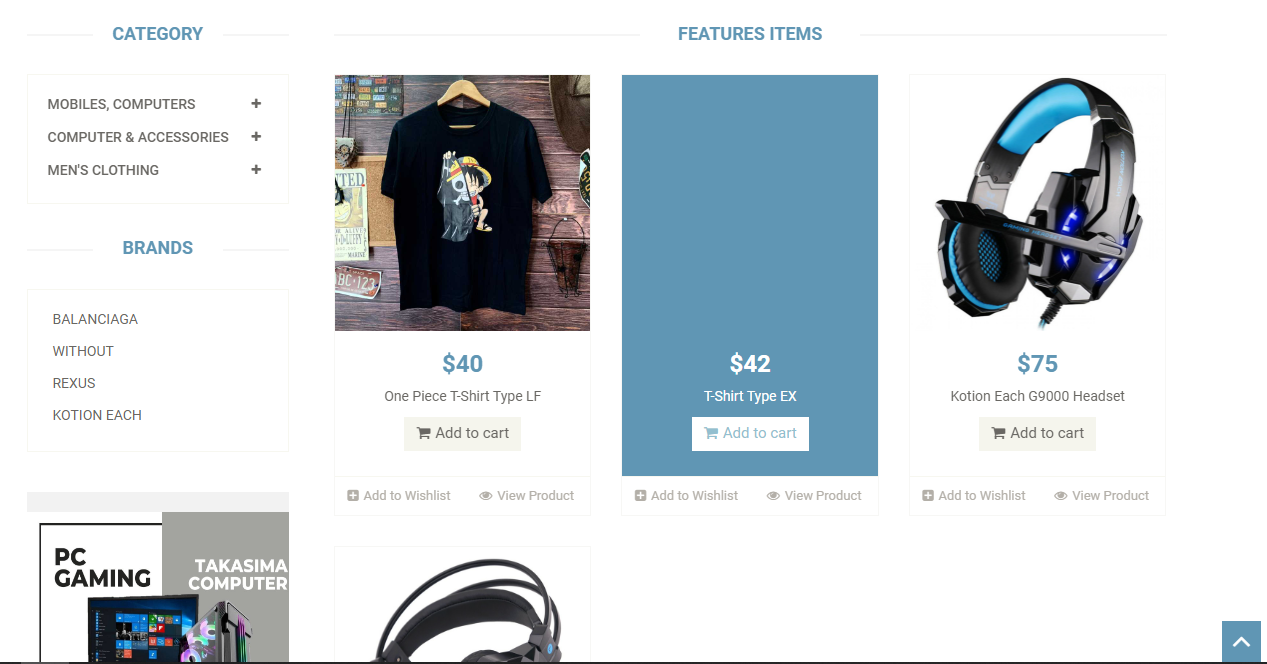 CATEGORY
MOBILES, COMPUTERS
COMPUTER & ACCESSORIES
MEN'S CLOTHING
BRANDS
BALANCIAGA
WITHOUT
REXUS
KOTION EACH
PC
GAMING
TAKASIMA
COMPUTER
FEATURES ITEMS
$40
One Piece T-Shirt Type LF
Add to cart
Add to Wishlist
View Product
$42
T-Shirt Type EX
Add to cart
Add to Wishlist
View Product
GAMING
$75
Kotion Each G9000 Headset
Add to cart
Add to Wishlist
View Product